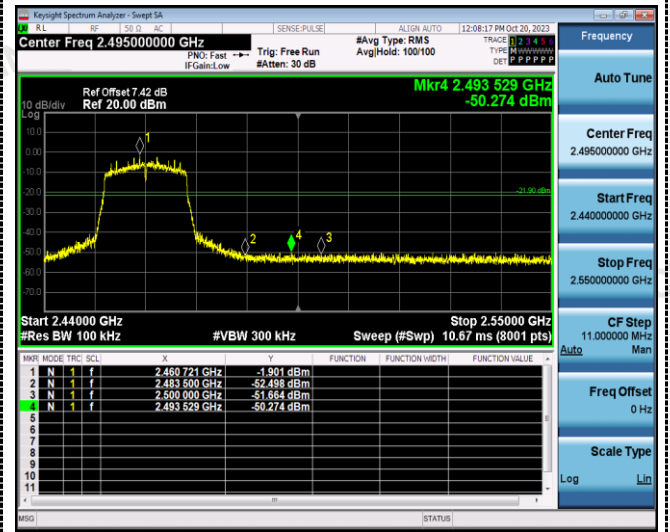 Keysight Spectrum Analyzer - Swept SA
RL RF 50 Ω AC SENSE:PULSE ALIGN AUTO 12:08:17 PM Oct 20, 2023
Center Freq 2.495000000 GHz
PNO: Fast
IFGain:Low
Trig: Free Run
#Atten: 30 dB
#Avg Type: RMS
Avg|Hold: 100/100
TRACE 1 2 3 4 5 6
TYPE M W W W W W
DET P P P P P P
Mkr4 2.493 529 GHz
-50.274 dBm
Ref Offset 7.42 dB
10 dB/div Ref 20.00 dBm
Log
10.0
0.00
-10.0
-20.0
-30.0
-40.0
-50.0
-60.0
-70.0
1
2
4
3
-21.90 dBm
Start 2.44000 GHz Stop 2.55000 GHz
#Res BW 100 kHz #VBW 300 kHz Sweep (#Swp) 10.67 ms (8001 pts)
MKR MODE TRC SCL X Y FUNCTION FUNCTION WIDTH FUNCTION VALUE
1 N 1 f 2.460 721 GHz -1.901 dBm
2 N 1 f 2.483 500 GHz -52.498 dBm
3 N 1 f 2.500 000 GHz -51.664 dBm
4 N 1 f 2.493 529 GHz -50.274 dBm
5
6
7
8
9
10
11
MSG STATUS
Frequency
Auto Tune
Center Freq
2.495000000 GHz
Start Freq
2.440000000 GHz
Stop Freq
2.550000000 GHz
CF Step
11.000000 MHz
Auto Man
Freq Offset
0 Hz
Scale Type
Log Lin